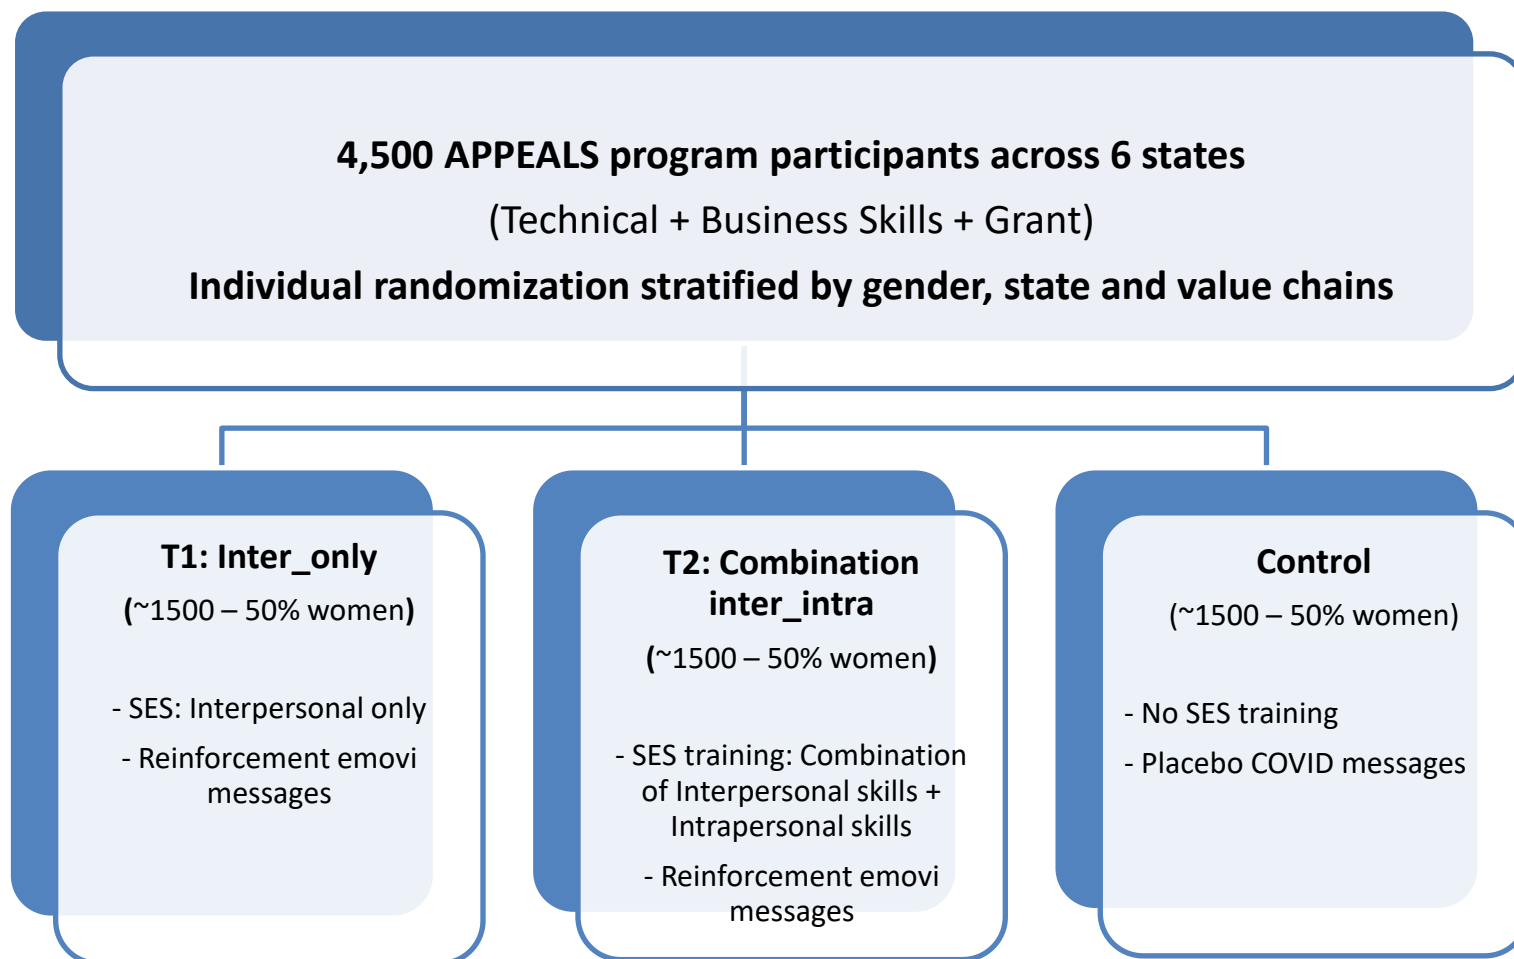 4,500 APPEALS program participants across 6 states
(Technical + Business Skills + Grant)
Individual randomization stratified by gender, state and value chains
T1: Inter_only
(~1500 – 50% women)
- SES: Interpersonal only
- Reinforcement emovi
messages
T2: Combination
inter_intra
(~1500 – 50% women)
- SES training: Combination
of Interpersonal skills +
Intrapersonal skills
- Reinforcement emovi
messages
Control
(~1500 – 50% women)
- No SES training
- Placebo COVID messages